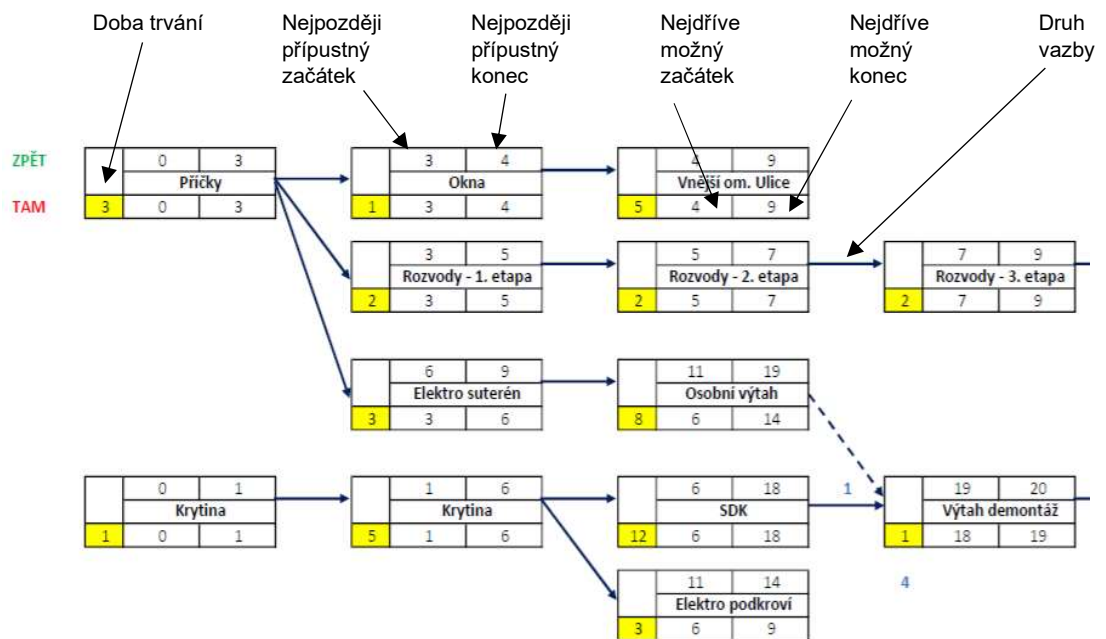 Doba trvání
Nejpozději
přípustný
začátek
Nejpozději
přípustný
konec
Nejdříve
možný
začátek
Nejdříve
možný
konec
Druh
vazby
ZPĚT
TAM
0 3
Příčky
3 0 3
3 4
Okna
1 3 4
4 9
Vnější om. Ulice
5 4 9
3 5
Rozvody - 1. etapa
2 3 5
5 7
Rozvody - 2. etapa
2 5 7
7 9
Rozvody - 3. etapa
2 7 9
6 9
Elektro suterén
3 3 6
11 19
Osobní výtah
8 6 14
0 1
Krytina
1 0 1
1 6
Krytina
5 1 6
6 18
SDK
12 6 18
1
19 20
Výtah demontáž
1 18 19
4
11 14
Elektro podkroví
3 6 9